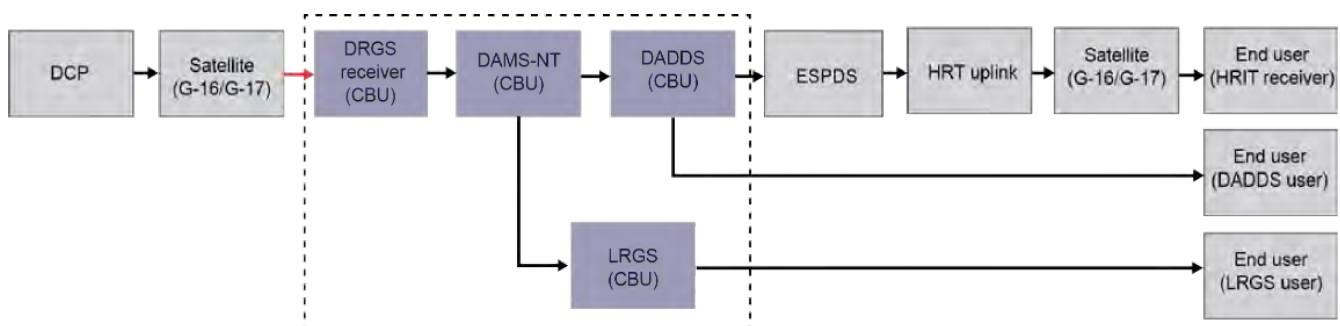 DCP
Satellite
(G-16/G-17)
DRGS
receiver
(CBU)
DAMS-NT
(CBU)
DADDS
(CBU)
ESPDS
HRT uplink
Satellite
(G-16/G-17)
End user
(HRIT receiver)
End user
(DADDS user)
LRGS
(CBU)
End user
(LRGS user)